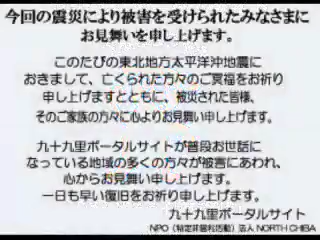 今回の震災により被害を受けられたみなさまに
お見舞いを申し上げます。
このたびの東北地方太平洋沖地震に
おきまして、亡くられた方々のご冥福をお祈り
申し上げますとともに、被災された皆様、
そのご家族の方々に心よりお見舞い申し上げます。
九十九里ポータルサイトが普段お世話に
なっている地域の多くの方々が被害にあわれ、
心からお見舞い申し上げます。
一日も早い復旧をお祈り申し上げます。
九十九里ポータルサイト
NPO（特定非営利活動）法人 NORTH CHIBA